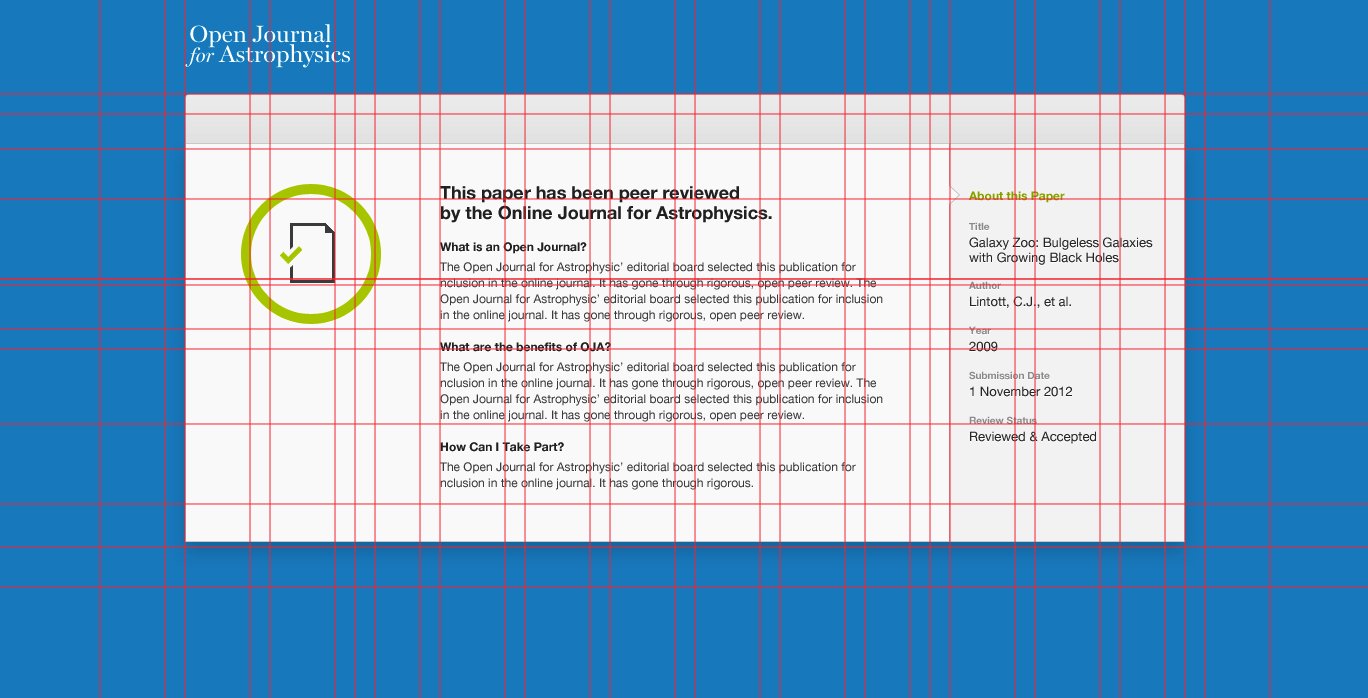 Open Journal
for Astrophysics
This paper has been peer reviewed
by the Online Journal for Astrophysics.
What is an Open Journal?
The Open Journal for Astrophysic’ editorial board selected this publication for
nclusion in the online journal. It has gone through rigorous, open peer review. The
Open Journal for Astrophysic’ editorial board selected this publication for inclusion
in the online journal. It has gone through rigorous, open peer review.
What are the benefits of OJA?
The Open Journal for Astrophysic’ editorial board selected this publication for
nclusion in the online journal. It has gone through rigorous, open peer review. The
Open Journal for Astrophysic’ editorial board selected this publication for inclusion
in the online journal. It has gone through rigorous, open peer review.
How Can I Take Part?
The Open Journal for Astrophysic’ editorial board selected this publication for
nclusion in the online journal. It has gone through rigorous.
About this Paper
Title
Galaxy Zoo: Bulgeless Galaxies
with Growing Black Holes
Author
Lintott, C.J., et al.
Year
2009
Submission Date
1 November 2012
Review Status
Reviewed & Accepted